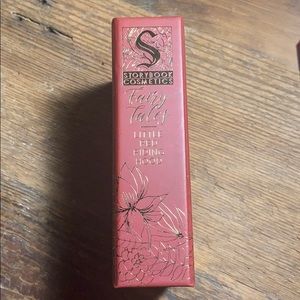 S
STORYBOOK
COSMETICS
Fairy
Tales
LITTLE
RED
RIDING
HOOD